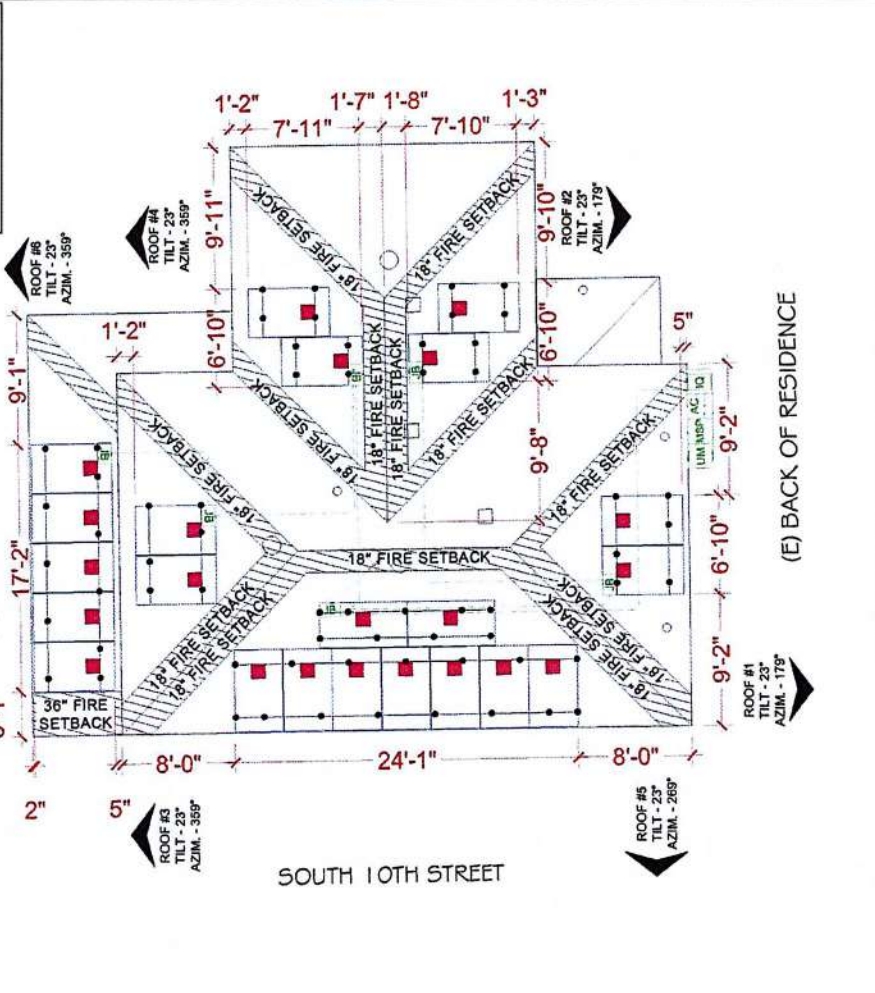 1'-2"
1'-7"
1'-8"
1'-3"
7'-11"
7'-10"
ROOF #6
TILT - 23°
AZIM. - 359°
ROOF #4
TILT - 23°
AZIM. - 359°
9'-11"
18" FIRE SETBACK
18" FIRE SETBACK
9'-10"
ROOF #2
TILT - 23°
AZIM. - 179°
9'-1"
1'-2"
6'-10"
JB
18" FIRE SETBACK
18" FIRE SETBACK
JB
6'-10"
5"
18" FIRE SETBACK
18" FIRE SETBACK
18" FIRE SETBACK
9'-8"
18" FIRE SETBACK
UM MSP AC IQ
9'-2"
(E) BACK OF RESIDENCE
17'-2"
JB
JB
18" FIRE SETBACK
JB
6'-10"
18" FIRE SETBACK
18" FIRE SETBACK
JB
18" FIRE SETBACK
18" FIRE SETBACK
9'-2"
36" FIRE
SETBACK
ROOF #1
TILT - 23°
AZIM. - 179°
8'-0"
24'-1"
8'-0"
2"
5"
ROOF #3
TILT - 23°
AZIM. - 359°
ROOF #5
TILT - 23°
AZIM. - 269°
SOUTH 10TH STREET